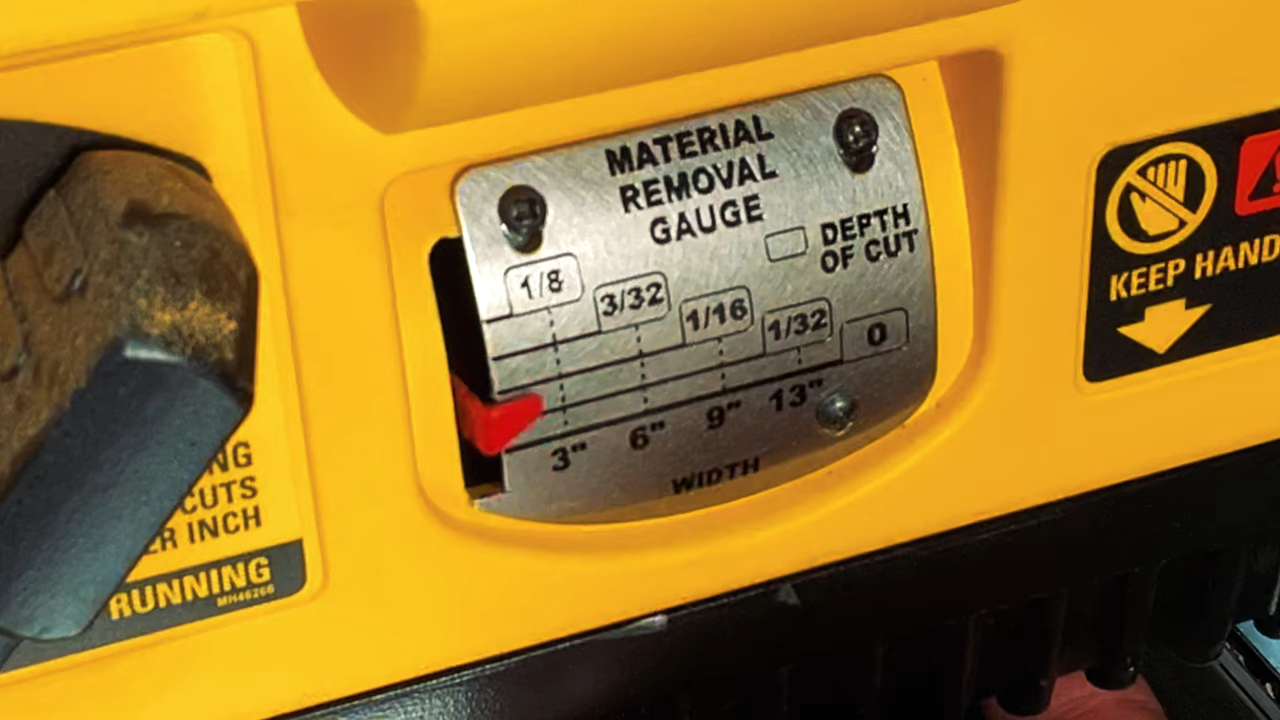 MATERIAL
REMOVAL
GAUGE
DEPTH
OF CUT
1/8
3/32
1/16
1/32
0
3"
6"
9"
13"
WIDTH
NG
CUTS
ER INCH
RUNNING
MH46266
KEEP HAND